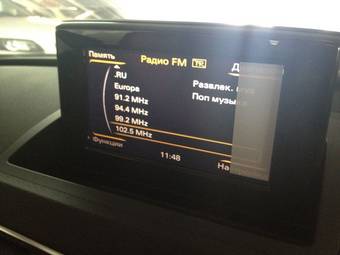 Память
Радио FM TP
.RU
Europa Развлек.
91.2 MHz Поп музыка
94.4 MHz
99.2 MHz
102.5 MHz
Функции
11:48